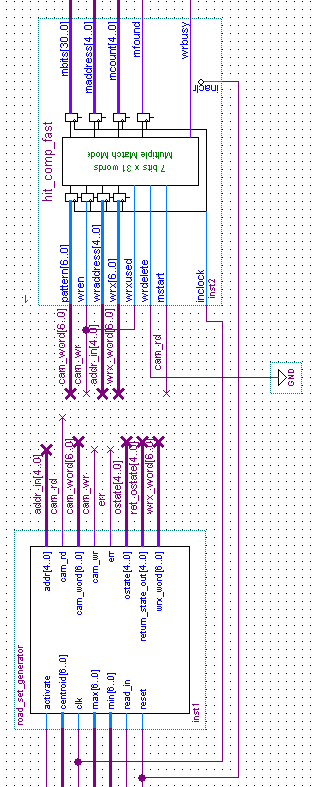 mbits[30..0]
maddress[4..0]
mcount[4..0]
mfound
wrbusy
inaclr
hit_comp_fast
7 bits x 31 words
Multiple Match Mode
pattern[6..0]
wren
wraddress[4..0]
wrx[6..0]
wrxused
wrdelete
mstart
inclock
inst2
cam_word[6..0]
cam_wr
addr_in[4..0]
wrx_word[6..0]
cam_rd
GND
addr_in[4..0]
cam_rd
cam_word[6..0]
cam_wr
err
ostate[4..0]
ret_ostate[4..0]
wrx_word[6..0]
road_set_generator
addr[4..0]
cam_rd
cam_word[6..0]
cam_wr
err
ostate[4..0]
return_state_out[4..0]
wrx_word[6..0]
activate
centroid[6..0]
clk
max[6..0]
min[6..0]
read_in
reset
inst1